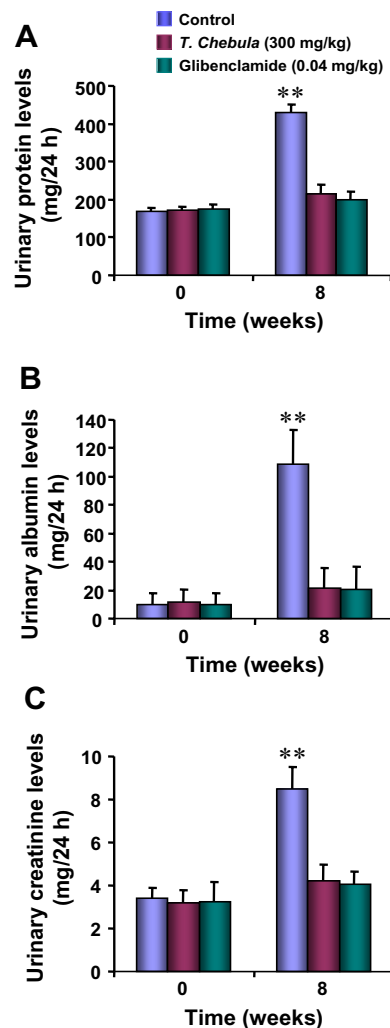 A
Control
T. Chebula (300 mg/kg)
Glibenclamide (0.04 mg/kg)
Urinary protein levels
(mg/24 h)
500
400
300
200
100
0
**
0 8
Time (weeks)
B
Urinary albumin levels
(mg/24 h)
140
120
100
80
60
40
20
0
**
0 8
Time (weeks)
C
Urinary creatinine levels
(mg/24 h)
10
8
6
4
2
0
**
0 8
Time (weeks)